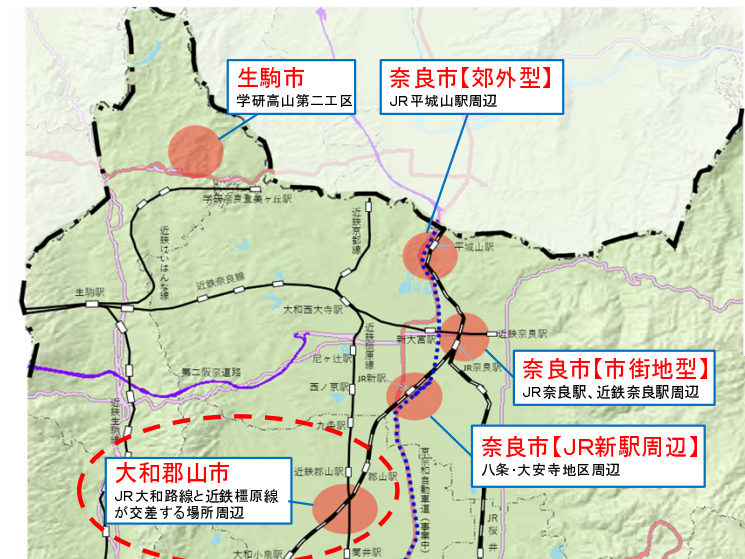 生駒市
学研高山第二工区
奈良市【郊外型】
JR平城山駅周辺
学研奈良登美ヶ丘駅
近鉄京都線
近鉄けいはんな線
平城山駅
生駒駅
近鉄奈良線
大和西大寺駅
近鉄橿原線
新大宮駅
近鉄奈良駅
尼ヶ辻駅
JR奈良駅
第二阪奈道路
JR新駅
西ノ京駅
奈良市【市街地型】
JR奈良駅、近鉄奈良駅周辺
近鉄生駒線
九条駅
奈良市【JR新駅周辺】
八条・大安寺地区周辺
大和郡山市
JR大和路線と近鉄橿原線
が交差する場所周辺
近鉄郡山駅
郡山駅
京奈和自動車道（事業中）
JR桜井
大和小泉駅
筒井駅